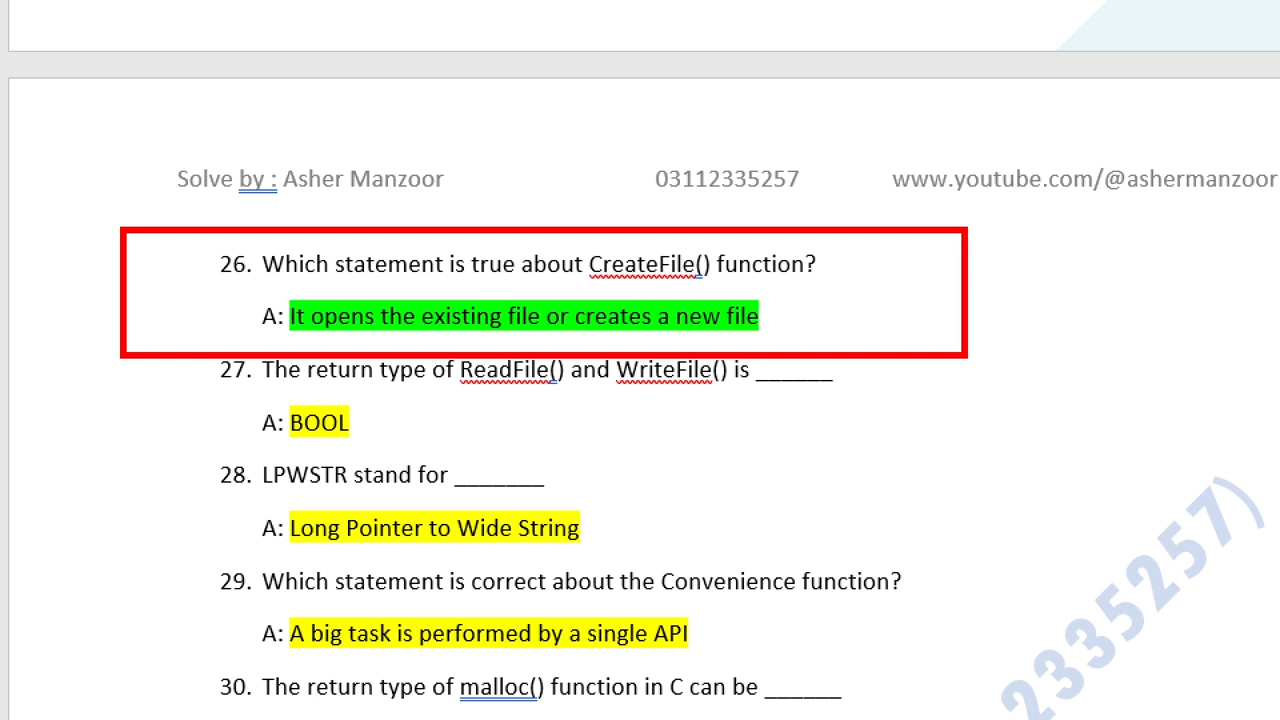 Solve by : Asher Manzoor 03112335257 www.youtube.com/@ashermanzoor
26. Which statement is true about CreateFile() function?
A: It opens the existing file or creates a new file
27. The return type of ReadFile() and WriteFile() is ______
A: BOOL
28. LPWSTR stand for _______
A: Long Pointer to Wide String
29. Which statement is correct about the Convenience function?
A: A big task is performed by a single API
30. The return type of malloc() function in C can be ______
2335257)